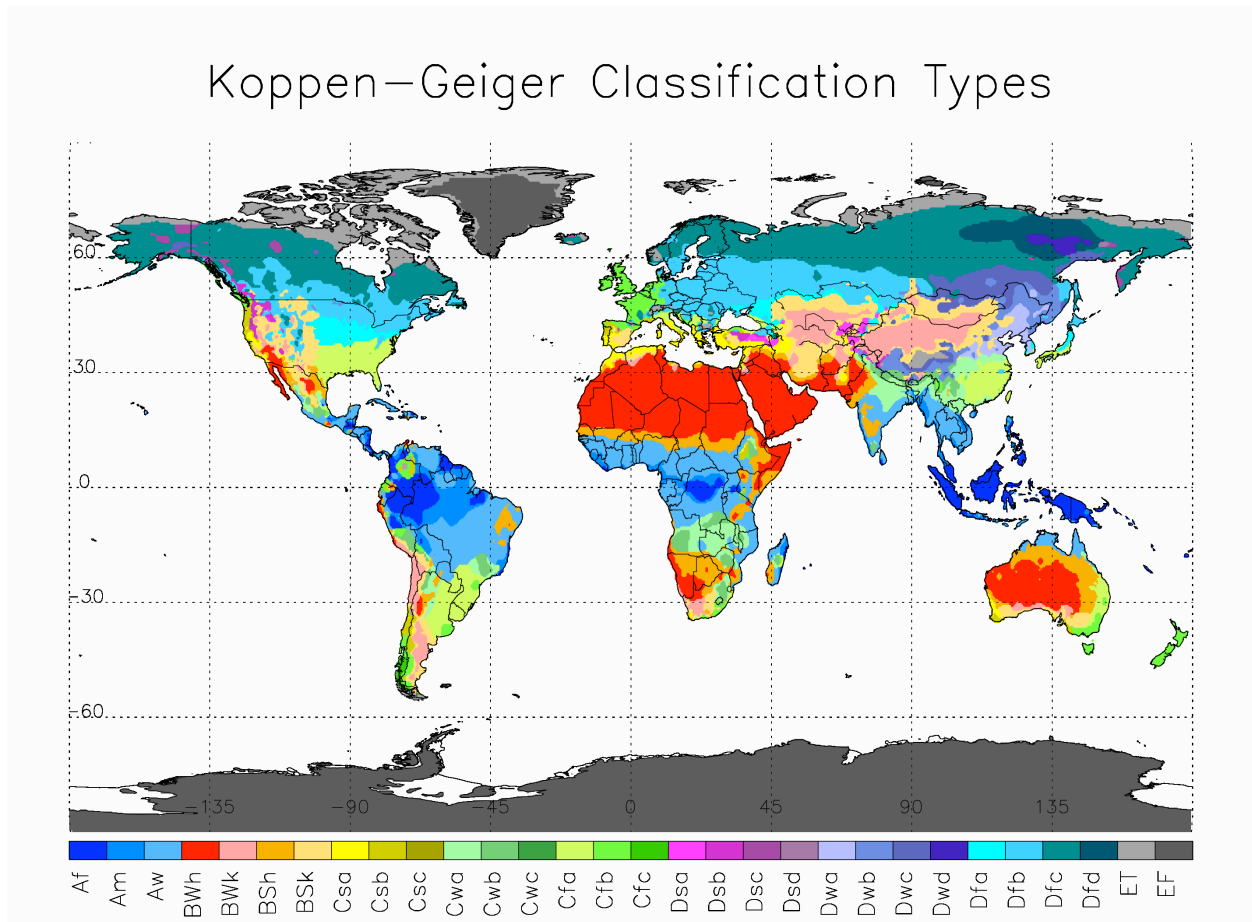 Koppen-Geiger Classification Types
60
30
0
-30
-60
-135 -90 -45 0 45 90 135
Af Am Aw BWh BWk BSh BSk Csa Csb Csc Cwa Cwb Cwc Cfa Cfb Cfc Dsa Dsb Dsc Dsd Dwa Dwb Dwc Dwd Dfa Dfb Dfc Dfd ET EF